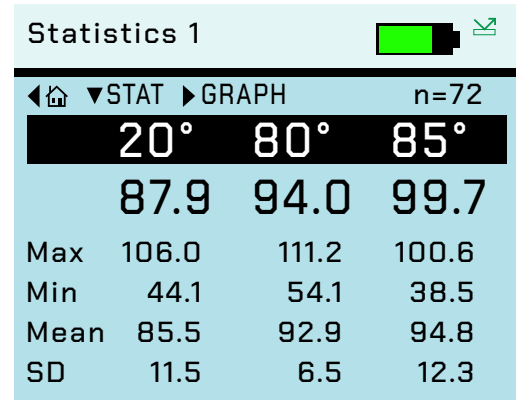 Statistics 1
STAT GRAPH n=72
20° 80° 85°
87.9 94.0 99.7
Max 106.0 111.2 100.6
Min 44.1 54.1 38.5
Mean 85.5 92.9 94.8
SD 11.5 6.5 12.3